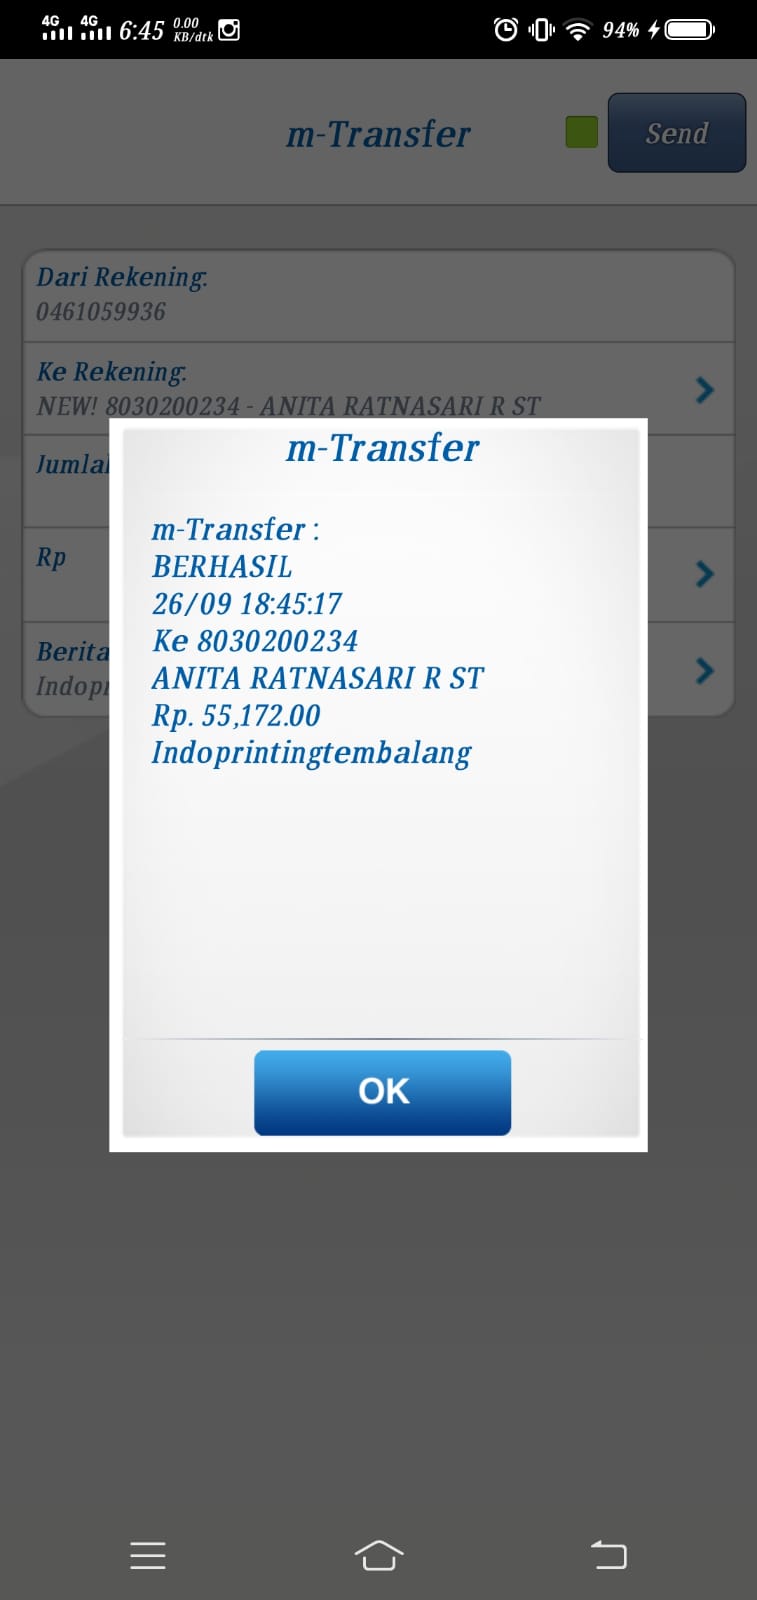 4G 4G 6:45 0.00 KB/dtk 94%
m-Transfer Send
Dari Rekening:
0461059936
Ke Rekening:
NEW! 8030200234 - ANITA RATNASARI R ST
Rp
Berita
m-Transfer
m-Transfer :
BERHASIL
26/09 18:45:17
Ke 8030200234
ANITA RATNASARI R ST
Rp. 55,172.00
Indoprintingtembalang
OK